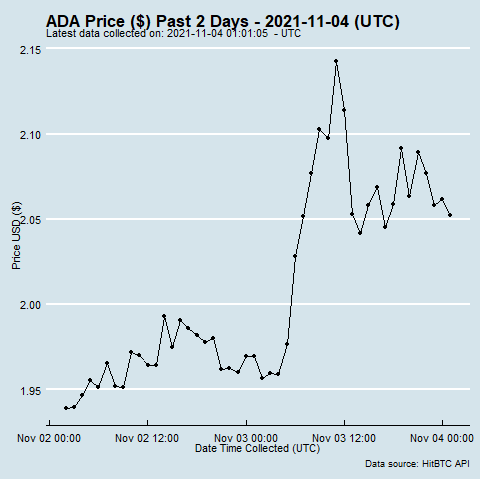 ADA Price ($) Past 2 Days - 2021-11-04 (UTC)
Latest data collected on: 2021-11-04 01:01:05 - UTC
2.15
2.10
2.05
2.00
1.95
Price USD ($)
Nov 02 00:00
Nov 02 12:00
Nov 03 00:00
Nov 03 12:00
Nov 04 00:00
Date Time Collected (UTC)
Data source: HitBTC API